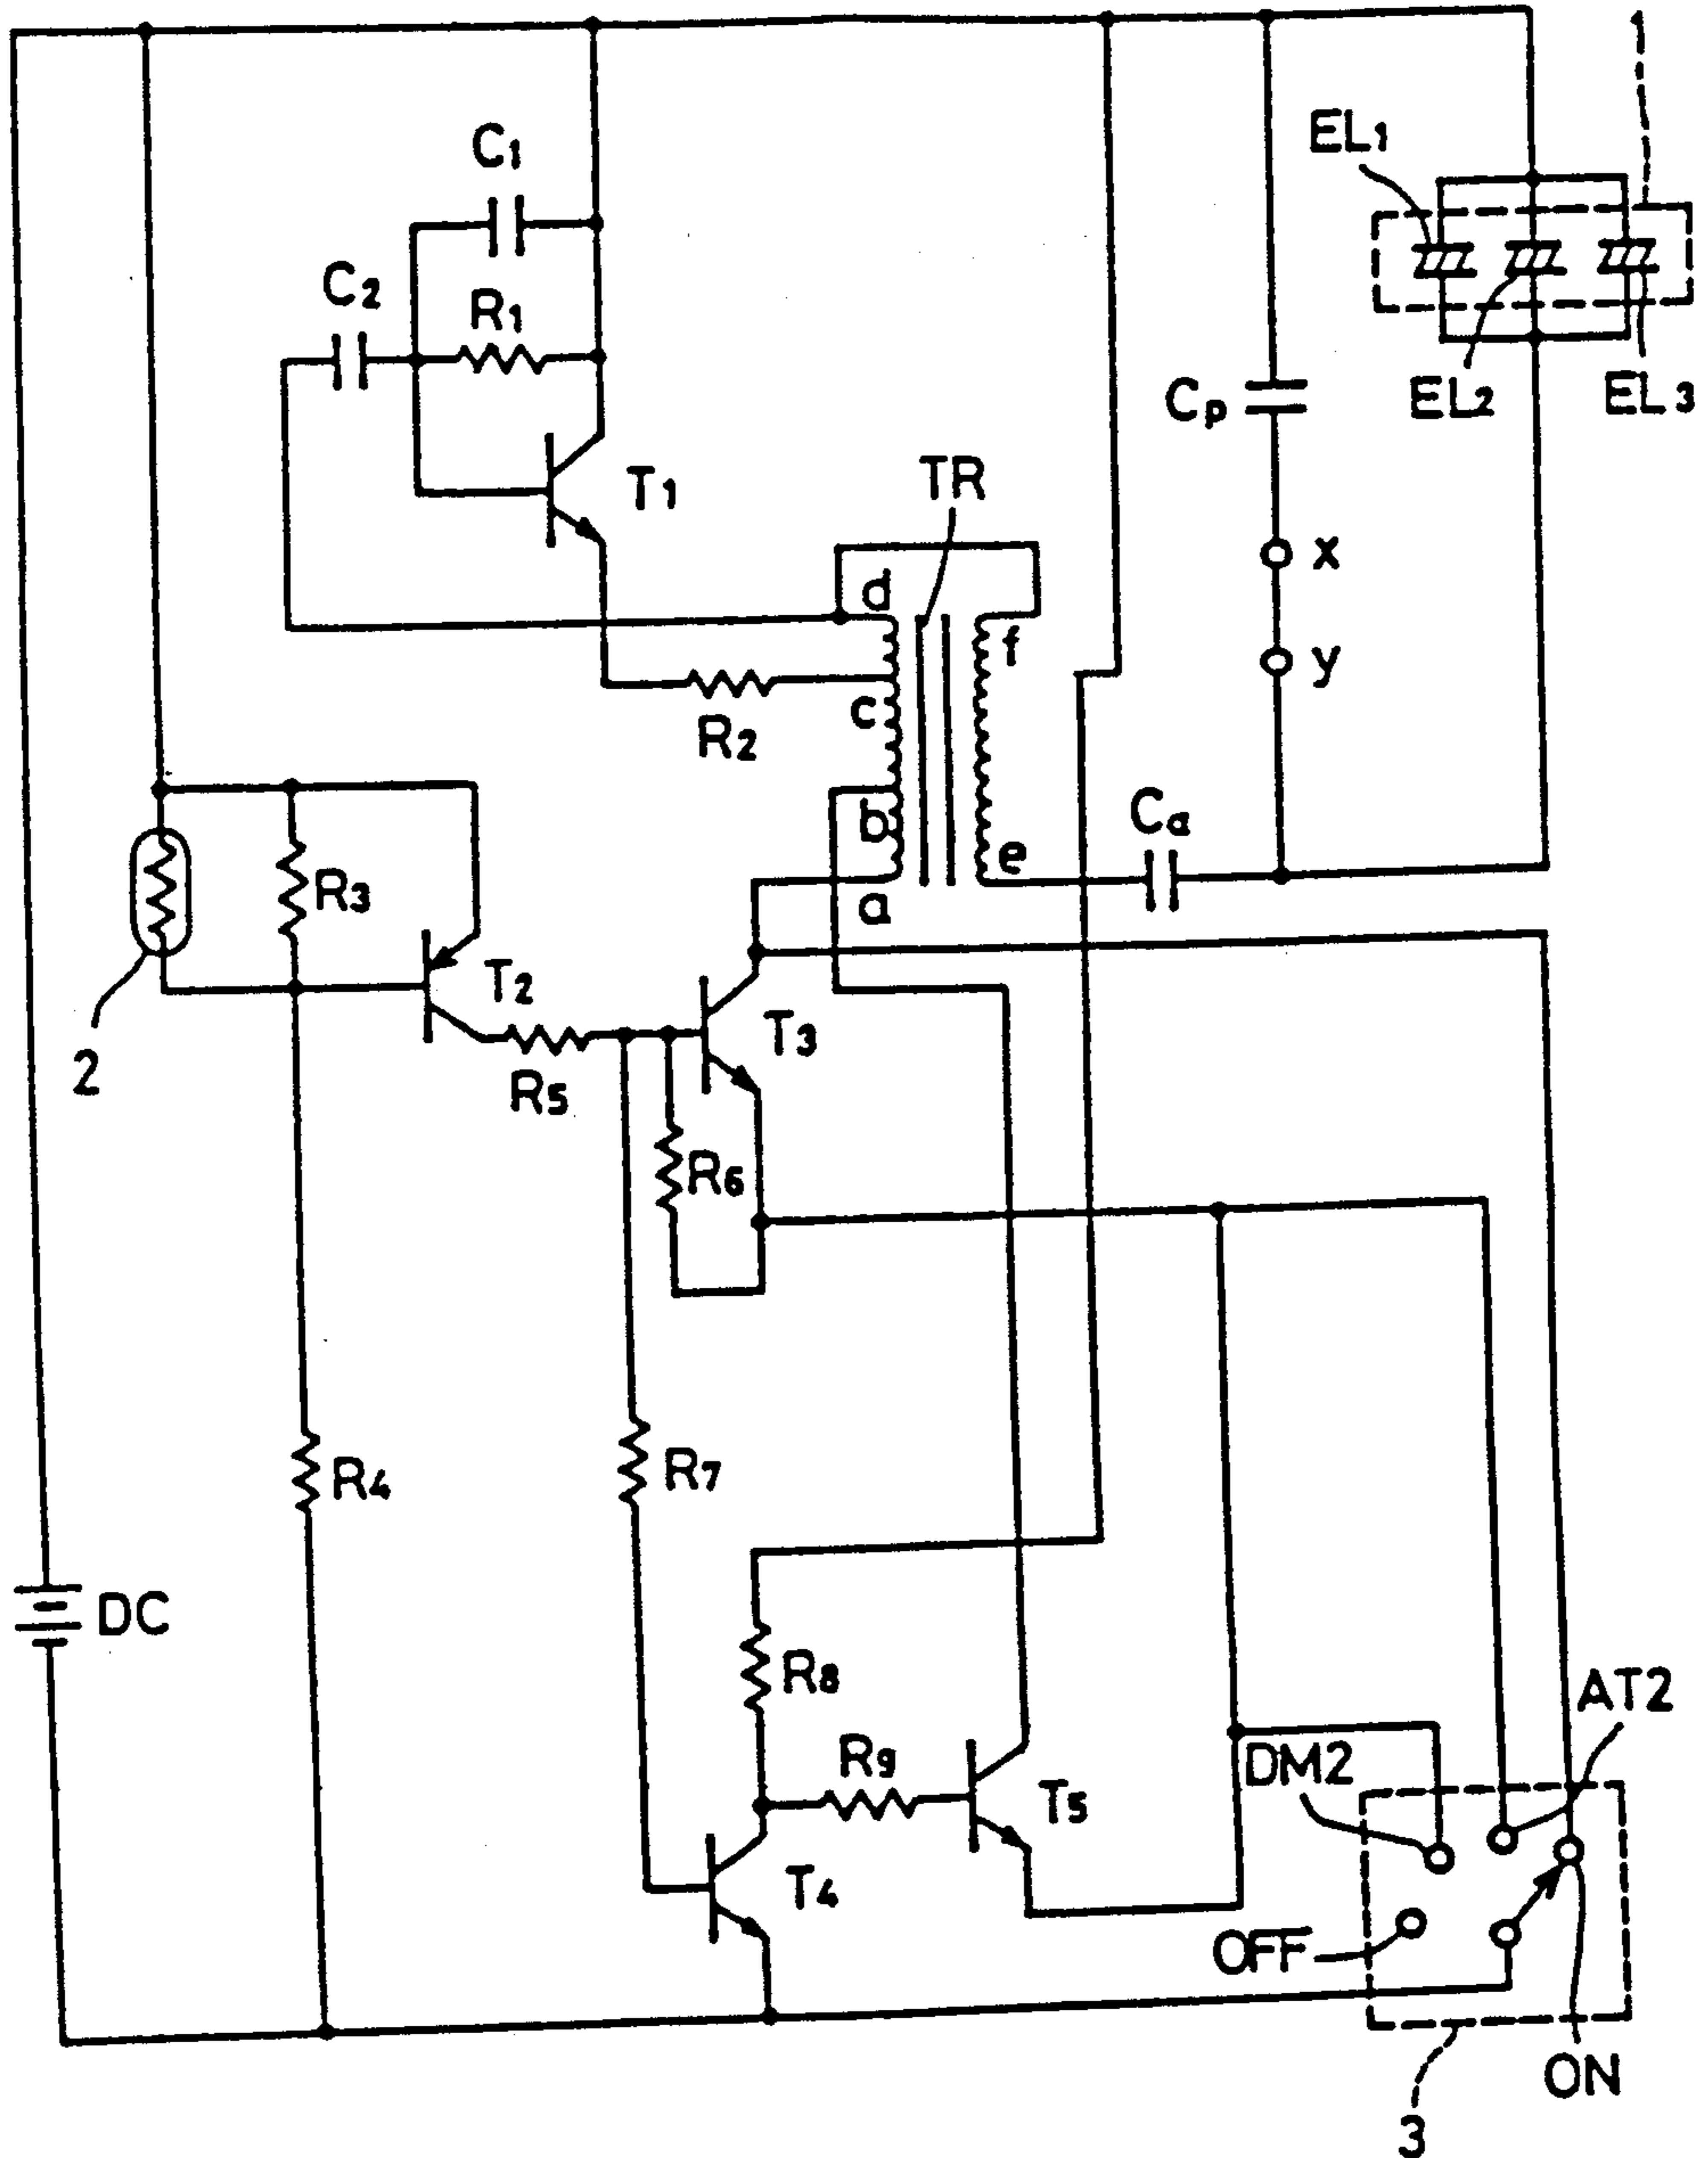 1
EL1
C1
C2
R1
Cp
EL2
EL3
T1
TR
x
d
f
y
c
R2
b
Ca
e
R3
a
T2
T3
2
R5
R6
R7
R4
DC
R8
AT2
R9
DM2
T5
T4
OFF
ON
3